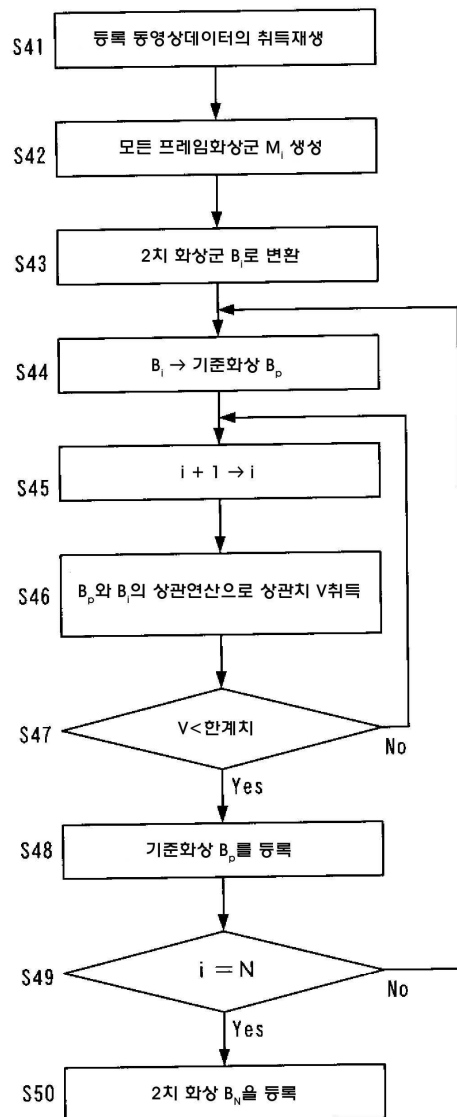 S41 등록 동영상데이터의 취득재생
S42 모든 프레임화상군 Mi 생성
S43 2치 화상군 Bi로 변환
S44 Bi → 기준화상 Bp
S45 i + 1 → i
S46 Bp와 Bi의 상관연산으로 상관치 V취득
S47 V<한계치
No
Yes
S48 기준화상 Bp를 등록
S49 i = N
No
Yes
S50 2치 화상 BN을 등록